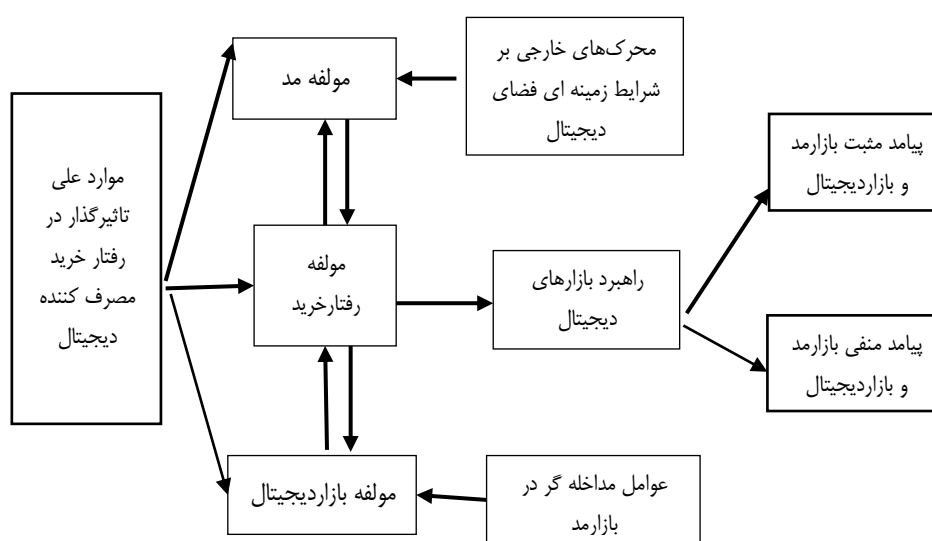 محرک‌های خارجی بر
شرایط زمینه ای فضای
دیجیتال
مولفه مد
موارد علی
تاثیرگذار در
رفتار خرید
مصرف کننده
دیجیتال
پیامد مثبت بازارمد
و بازاردیجیتال
مولفه
رفتارخرید
راهبرد بازارهای
دیجیتال
پیامد منفی بازارمد
و بازاردیجیتال
عوامل مداخله گر در
بازارمد
مولفه بازاردیجیتال